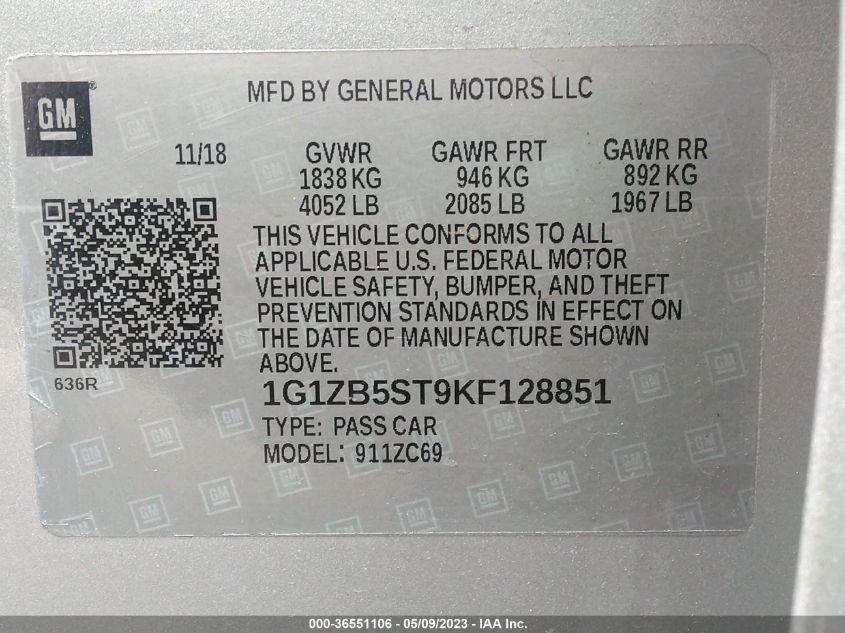 GM®
MFD BY GENERAL MOTORS LLC
11/18 GVWR GAWR FRT GAWR RR
1838 KG 946 KG 892 KG
4052 LB 2085 LB 1967 LB
THIS VEHICLE CONFORMS TO ALL
APPLICABLE U.S. FEDERAL MOTOR
VEHICLE SAFETY, BUMPER, AND THEFT
PREVENTION STANDARDS IN EFFECT ON
THE DATE OF MANUFACTURE SHOWN
ABOVE.
636R
1G1ZB5ST9KF128851
TYPE: PASS CAR
MODEL: 911ZC69
000-36551106 - 05/09/2023 - IAA Inc.